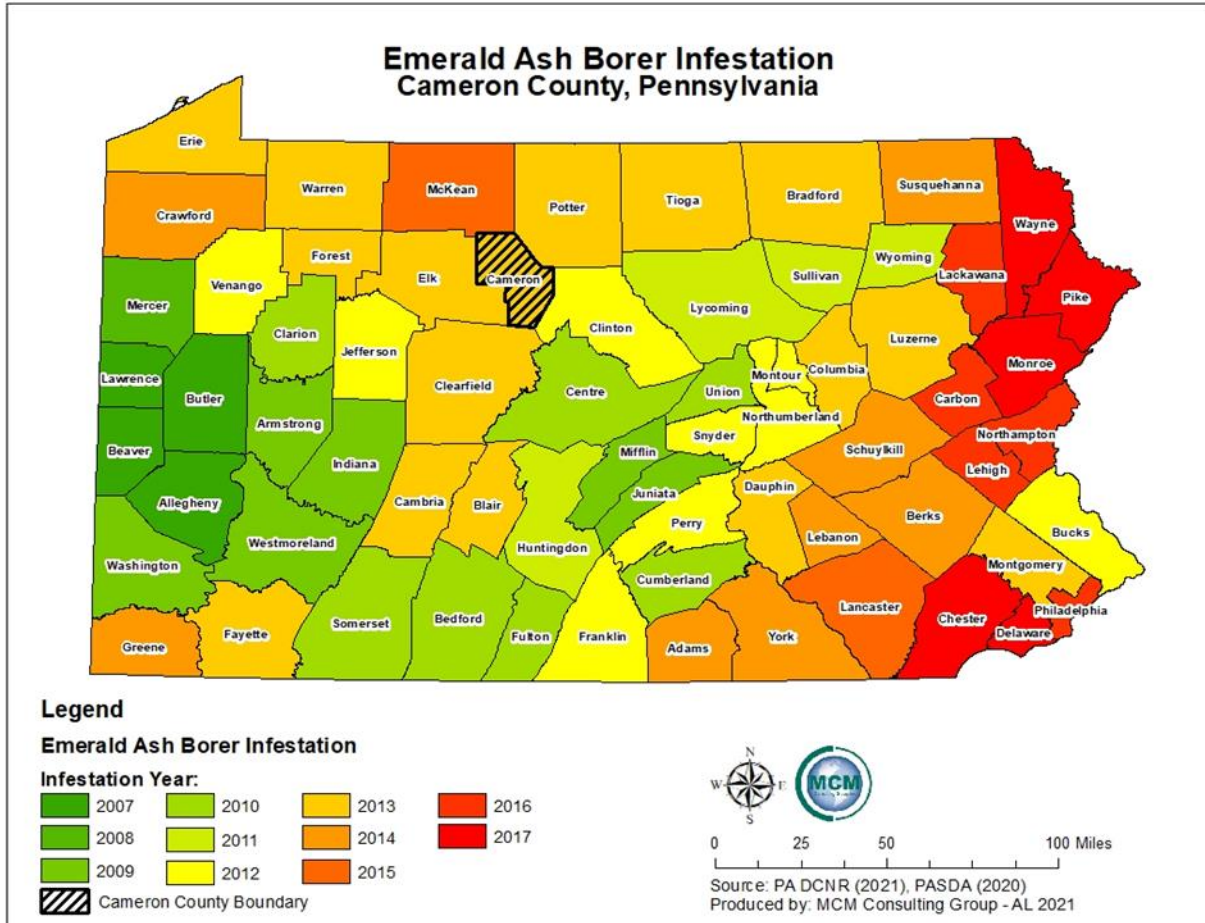 Emerald Ash Borer Infestation
Cameron County, Pennsylvania
Erie
Warren
McKean
Potter
Tioga
Bradford
Susquehanna
Wayne
Crawford
Forest
Elk
Cameron
Wyoming
Lackawana
Pike
Venango
Sullivan
Mercer
Clarion
Clinton
Lycoming
Luzerne
Monroe
Jefferson
Lawrence
Butler
Clearfield
Centre
Union
Montour
Columbia
Carbon
Armstrong
Northumberland
Beaver
Snyder
Northampton
Indiana
Mifflin
Schuylkill
Lehigh
Allegheny
Cambria
Blair
Juniata
Dauphin
Berks
Bucks
Westmoreland
Huntingdon
Perry
Lebanon
Washington
Cumberland
Montgomery
Lancaster
Philadelphia
Greene
Fayette
Somerset
Bedford
Fulton
Franklin
Adams
York
Chester
Delaware
Legend
Emerald Ash Borer Infestation
Infestation Year:
2007
2008
2009
2010
2011
2012
2013
2014
2015
2016
2017
Cameron County Boundary
N
W
E
S
MCM
0 25 50 100 Miles
Source: PA DCNR (2021), PASDA (2020)
Produced by: MCM Consulting Group - AL 2021